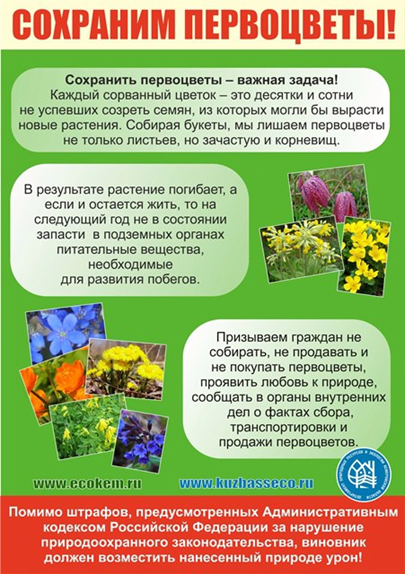 СОХРАНИМ ПЕРВОЦВЕТЫ!
Сохранить первоцветы – важная задача!
Каждый сорванный цветок – это десятки и сотни
не успевших созреть семян, из которых могли бы вырасти
новые растения. Собирая букеты, мы лишаем первоцветы
не только листьев, но зачастую и корневищ.
В результате растение погибает, а
если и остается жить, то на
следующий год не в состоянии
запасти в подземных органах
питательные вещества,
необходимые
для развития побегов.
Призываем граждан не
собирать, не продавать и
не покупать первоцветы,
проявить любовь к природе,
сообщать в органы внутренних
дел о фактах сбора,
транспортировки и
продажи первоцветов.
www.ecokem.ru
www.kuzbasseco.ru
Помимо штрафов, предусмотренных Административным
кодексом Российской Федерации за нарушение
природоохранного законодательства, виновник
должен возместить нанесенный природе урон!